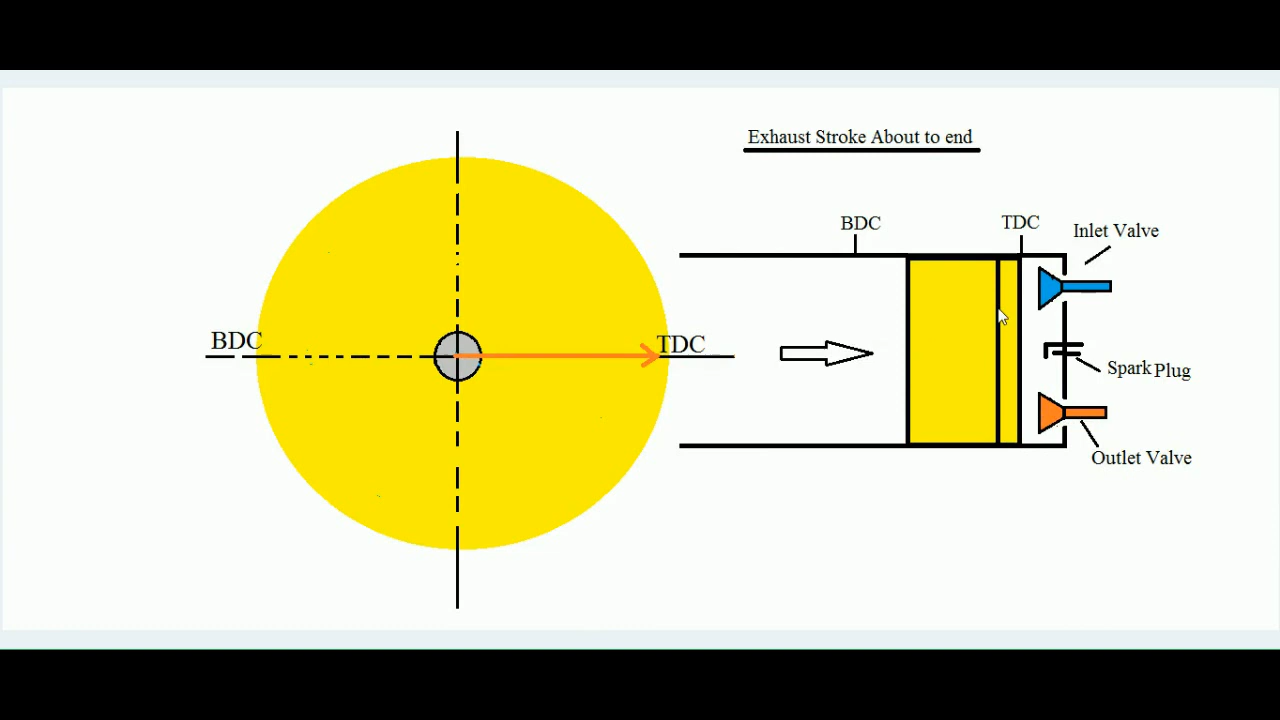 Exhaust Stroke About to end
BDC
TDC
Inlet Valve
BDC
TDC
Spark Plug
Outlet Valve